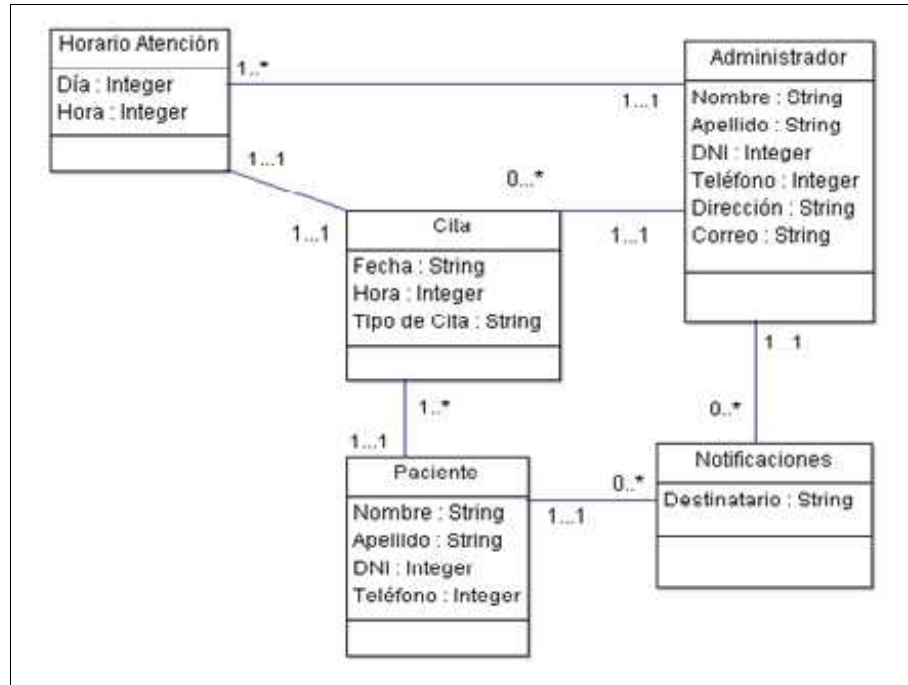 Horario Atención
Día : Integer
Hora : Integer
1..*
1...1
Administrador
Nombre : String
Apellido : String
DNI : Integer
Teléfono : Integer
Dirección : String
Correo : String
1...1
1...1
0...*
1...1
Cita
Fecha : String
Hora : Integer
Tipo de Cita : String
1..*
1...1
1 ..1
0..*
Paciente
Nombre : String
Apellido : String
DNI : Integer
Teléfono : Integer
1...1
0..*
Notificaciones
Destinatario : String